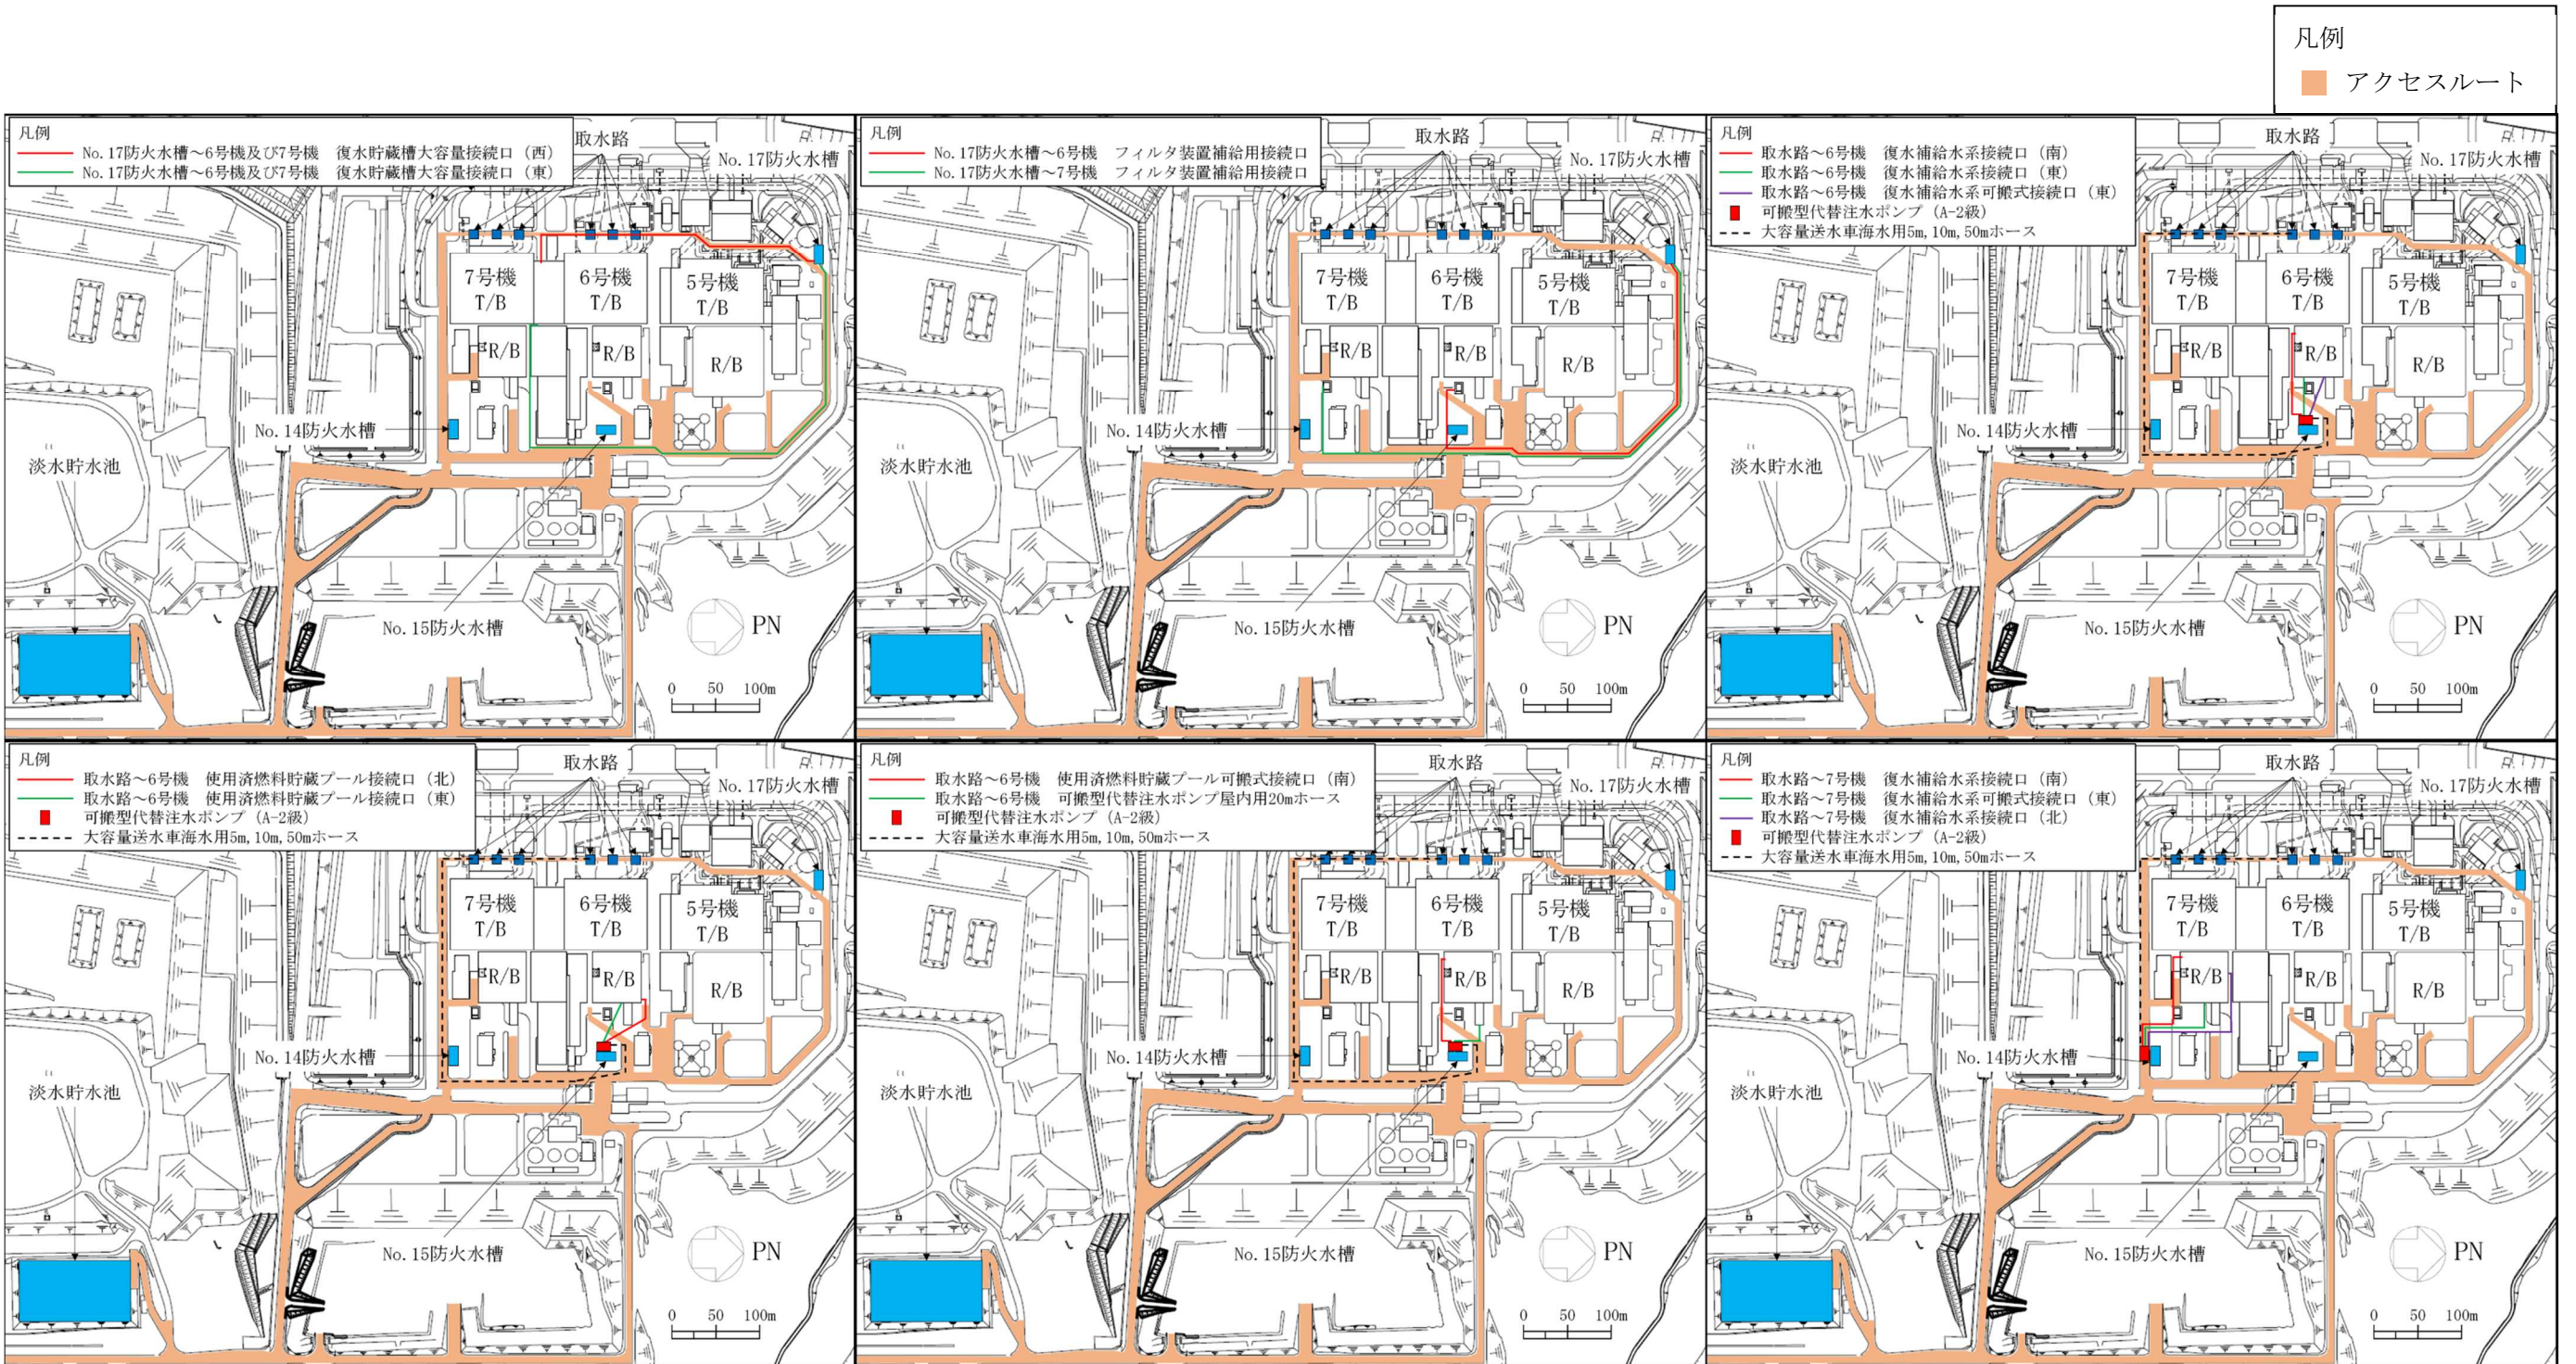 凡例
アクセスルート
凡例
No.17防火水槽～6号機及び7号機　復水貯蔵槽大容量接続口（西）
No.17防火水槽～6号機及び7号機　復水貯蔵槽大容量接続口（東）
取水路
No.17防火水槽
7号機
T/B
6号機
T/B
5号機
T/B
R/B
R/B
R/B
No.14防火水槽
淡水貯水池
No.15防火水槽
PN
0 50 100m
凡例
No.17防火水槽～6号機　フィルタ装置補給用接続口
No.17防火水槽～7号機　フィルタ装置補給用接続口
取水路
No.17防火水槽
7号機
T/B
6号機
T/B
5号機
T/B
R/B
R/B
R/B
No.14防火水槽
淡水貯水池
No.15防火水槽
PN
0 50 100m
凡例
取水路～6号機　復水補給水系接続口（南）
取水路～6号機　復水補給水系接続口（東）
取水路～6号機　復水補給水系可搬式接続口（東）
可搬型代替注水ポンプ（A-2級）
大容量送水車海水用5m,10m,50mホース
取水路
No.17防火水槽
7号機
T/B
6号機
T/B
5号機
T/B
R/B
R/B
R/B
No.14防火水槽
淡水貯水池
No.15防火水槽
PN
0 50 100m
凡例
取水路～6号機　使用済燃料貯蔵プール接続口（北）
取水路～6号機　使用済燃料貯蔵プール接続口（東）
可搬型代替注水ポンプ（A-2級）
大容量送水車海水用5m,10m,50mホース
取水路
No.17防火水槽
7号機
T/B
6号機
T/B
5号機
T/B
R/B
R/B
R/B
No.14防火水槽
淡水貯水池
No.15防火水槽
PN
0 50 100m
凡例
取水路～6号機　使用済燃料貯蔵プール可搬式接続口（南）
取水路～6号機　可搬型代替注水ポンプ屋内用20mホース
可搬型代替注水ポンプ（A-2級）
大容量送水車海水用5m,10m,50mホース
取水路
No.17防火水槽
7号機
T/B
6号機
T/B
5号機
T/B
R/B
R/B
R/B
No.14防火水槽
淡水貯水池
No.15防火水槽
PN
0 50 100m
凡例
取水路～7号機　復水補給水系接続口（南）
取水路～7号機　復水補給水系可搬式接続口（東）
取水路～7号機　復水補給水系接続口（北）
可搬型代替注水ポンプ（A-2級）
大容量送水車海水用5m,10m,50mホース
取水路
No.17防火水槽
7号機
T/B
6号機
T/B
5号機
T/B
R/B
R/B
R/B
No.14防火水槽
淡水貯水池
No.15防火水槽
PN
0 50 100m